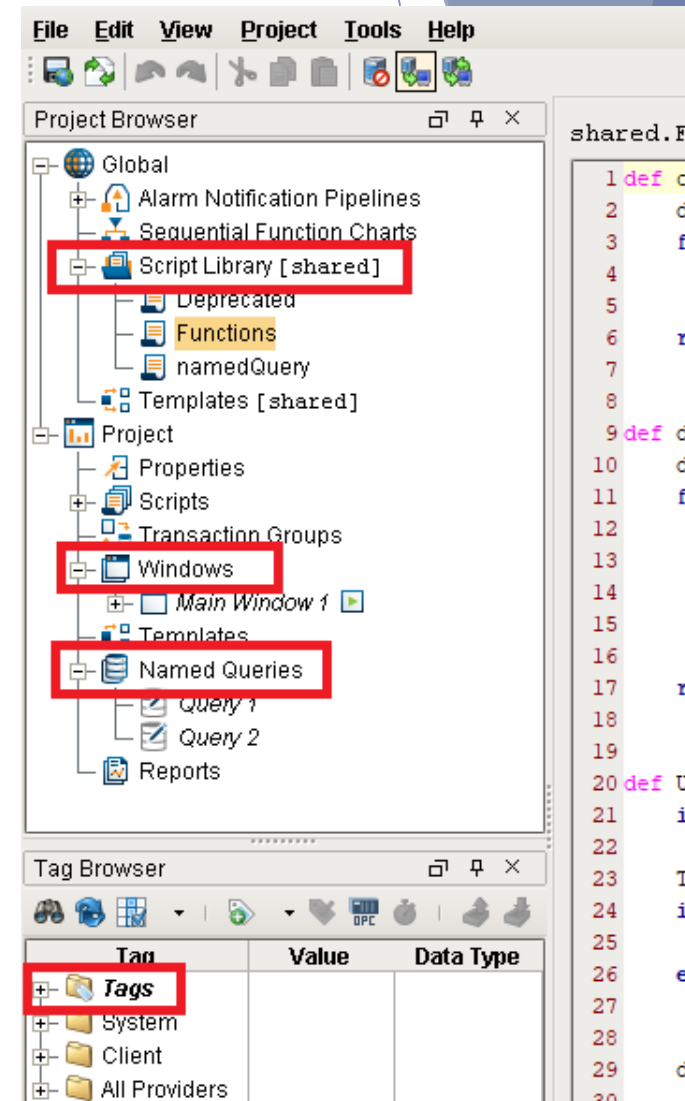 File Edit View Project Tools Help
Project Browser
Global
Alarm Notification Pipelines
Sequential Function Charts
Script Library [shared]
Deprecated
Functions
namedQuery
Templates [shared]
Project
Properties
Scripts
Transaction Groups
Windows
Main Window 1
Templates
Named Queries
Query 1
Query 2
Reports
Tag Browser
OPC
Tag Value Data Type
Tags
System
Client
All Providers
shared.F
1 def
2
3 f
4
5
6 r
7
8
9 def
10
11 f
12
13
14
15
16
17 r
18
19
20 def U
21 i
22
23 T
24 i
25
26 e
27
28
29 d
30